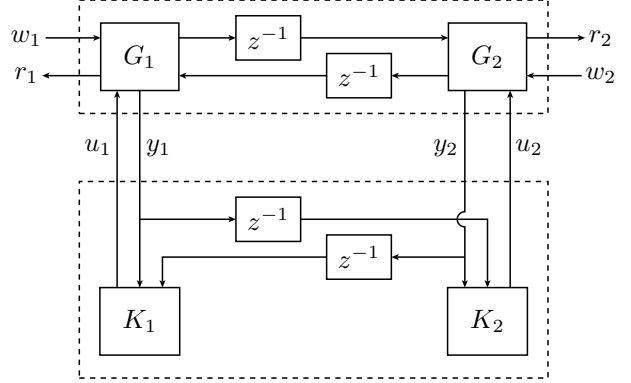 w₁ G₁ z⁻¹ G₂ r₂
r₁ z⁻¹ w₂
u₁ y₁ y₂ u₂
z⁻¹
z⁻¹
K₁ K₂